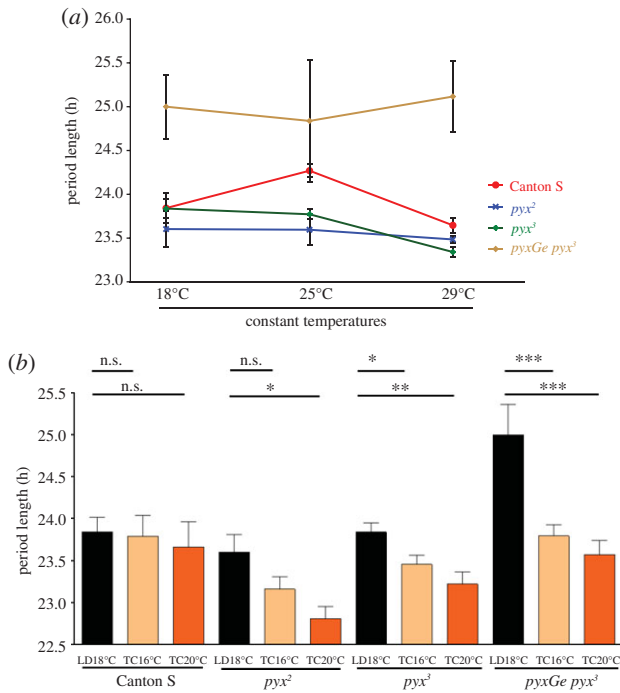 (a)
26.0
25.0
24.5
24.0
23.5
23.0
period length (h)
Canton S
pyx²
pyx³
pyxGe pyx³
18°C 25°C 29°C
constant temperatures
(b)
n.s. n.s. * ***
n.s. * ** ***
25.5
25.0
24.5
24.0
23.5
23.0
22.5
period length (h)
LD18°C TC16°C TC20°C LD18°C TC16°C TC20°C LD18°C TC16°C TC20°C LD18°C TC16°C TC20°C
Canton S pyx² pyx³ pyxGe pyx³